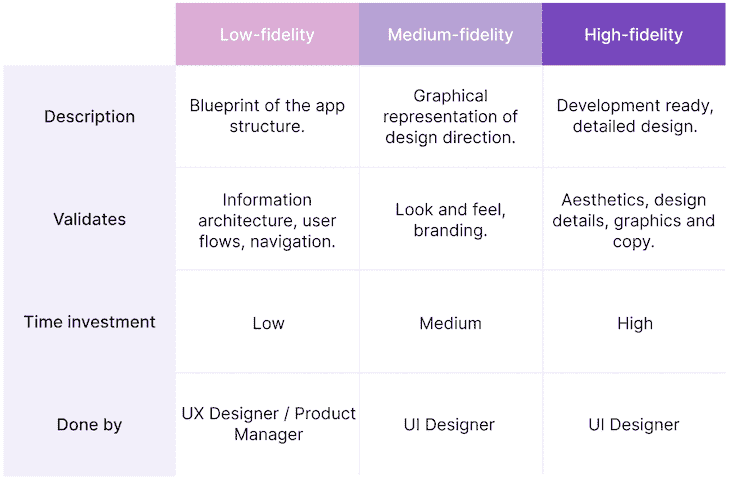 Low-fidelity Medium-fidelity High-fidelity
Description
Blueprint of the app
structure.
Graphical
representation of
design direction.
Development ready,
detailed design.
Validates
Information
architecture, user
flows, navigation.
Look and feel,
branding.
Aesthetics, design
details, graphics and
copy.
Time investment
Low
Medium
High
Done by
UX Designer / Product
Manager
UI Designer
UI Designer